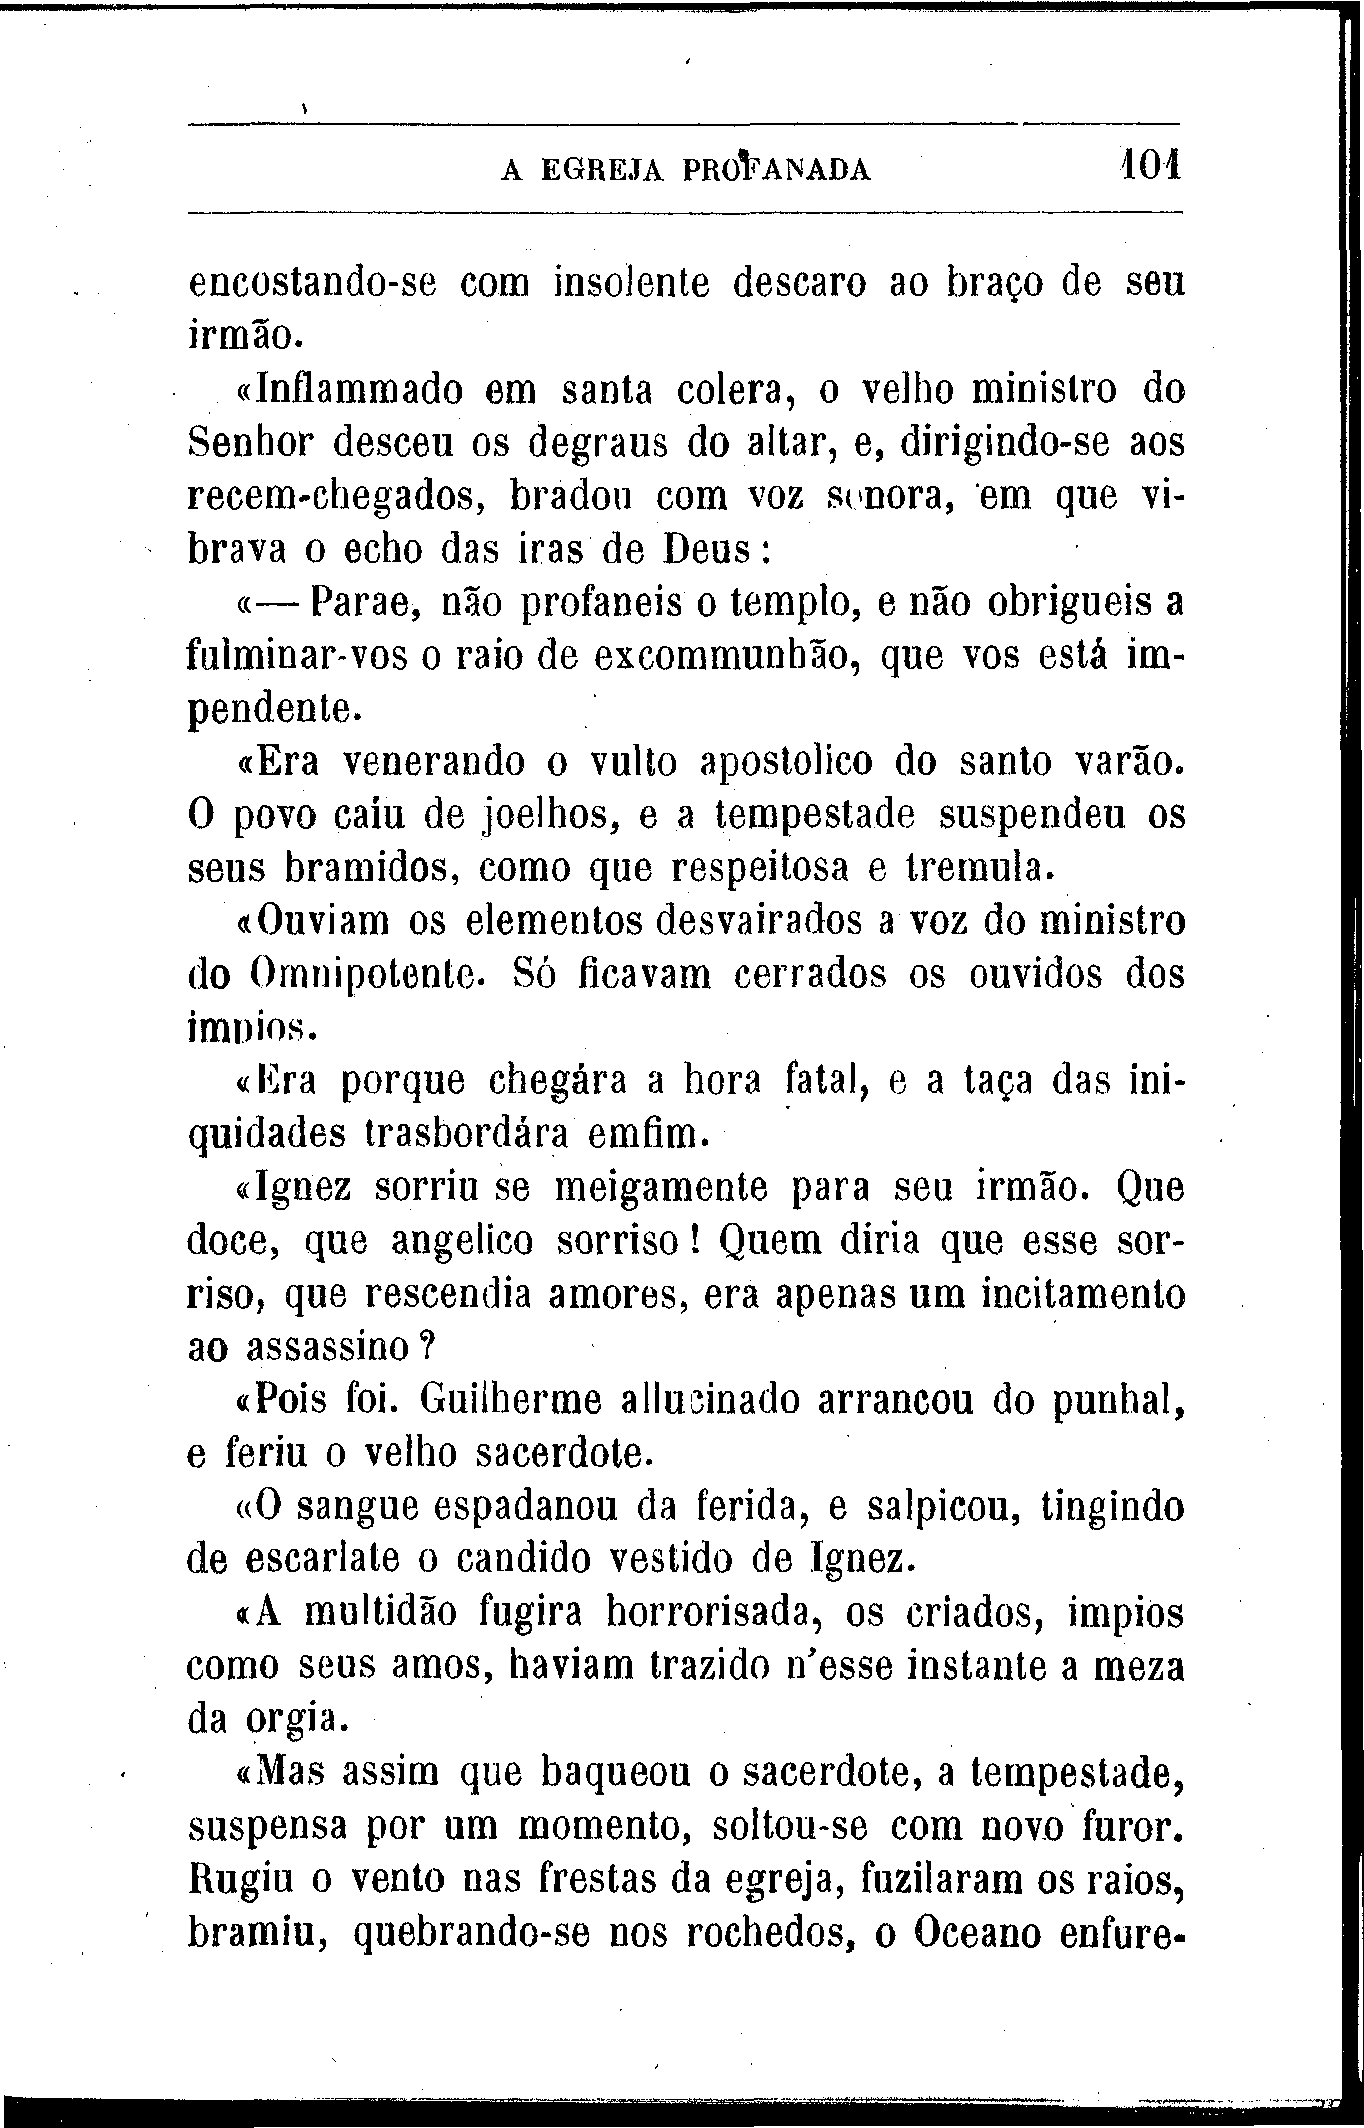 A EGREJA PROFANADA 101
encostando-se com insolente descaro ao braço de seu
irmão.
«Inflammado em santa colera, o velho ministro do
Senhor desceu os degraus do altar, e, dirigindo-se aos
recem-chegados, bradou com voz sonora, em que vi-
brava o echo das iras de Deus:
«— Parae, não profaneis o templo, e não obrigueis a
fulminar-vos o raio de excommunhão, que vos está im-
pendente.
«Era venerando o vulto apostolico do santo varão.
O povo caíu de joelhos, e a tempestade suspendeu os
seus bramidos, como que respeitosa e tremula.
«Ouviam os elementos desvairados a voz do ministro
do Omnipotente. Só ficavam cerrados os ouvidos dos
impios.
«Era porque chegára a hora fatal, e a taça das ini-
quidades trasbordára emfim.
«Ignez sorriu se meigamente para seu irmão. Que
doce, que angelico sorriso! Quem diria que esse sor-
riso, que rescendia amores, era apenas um incitamento
ao assassino?
«Pois foi. Guilherme allucinado arrancou do punhal,
e feriu o velho sacerdote.
«O sangue espadanou da ferida, e salpicou, tingindo
de escarlate o candido vestido de Ignez.
«A multidão fugira horrorisada, os criados, impios
como seus amos, haviam trazido n'esse instante a meza
da orgia.
«Mas assim que baqueou o sacerdote, a tempestade,
suspensa por um momento, soltou-se com novo furor.
Rugiu o vento nas frestas da egreja, fuzilaram os raios,
bramiu, quebrando-se nos rochedos, o Oceano enfure-